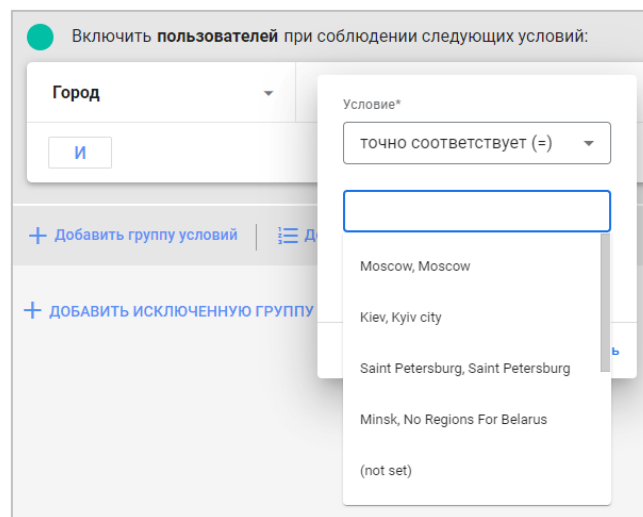 Включить пользователей при соблюдении следующих условий:
Город
Условие*
точно соответствует (=)
И
Moscow, Moscow
Kiev, Kyiv city
Saint Petersburg, Saint Petersburg
Minsk, No Regions For Belarus
(not set)
Добавить группу условий
ДОБАВИТЬ ИСКЛЮЧЕННУЮ ГРУППУ